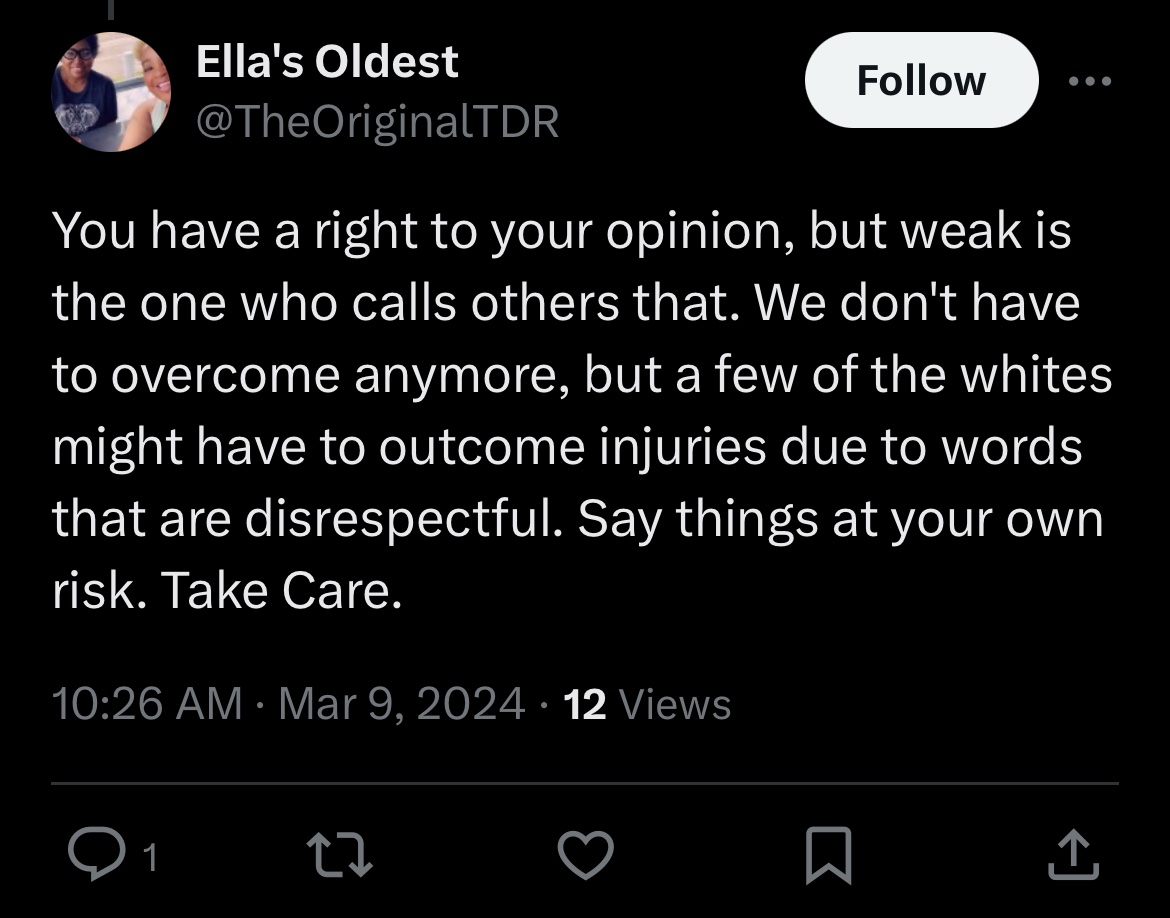 Ella's Oldest
Follow
@TheOriginalTDR
You have a right to your opinion, but weak is
the one who calls others that. We don't have
to overcome anymore, but a few of the whites
might have to outcome injuries due to words
that are disrespectful. Say things at your own
risk. Take Care.
10:26 AM · Mar 9, 2024 · 12 Views
1